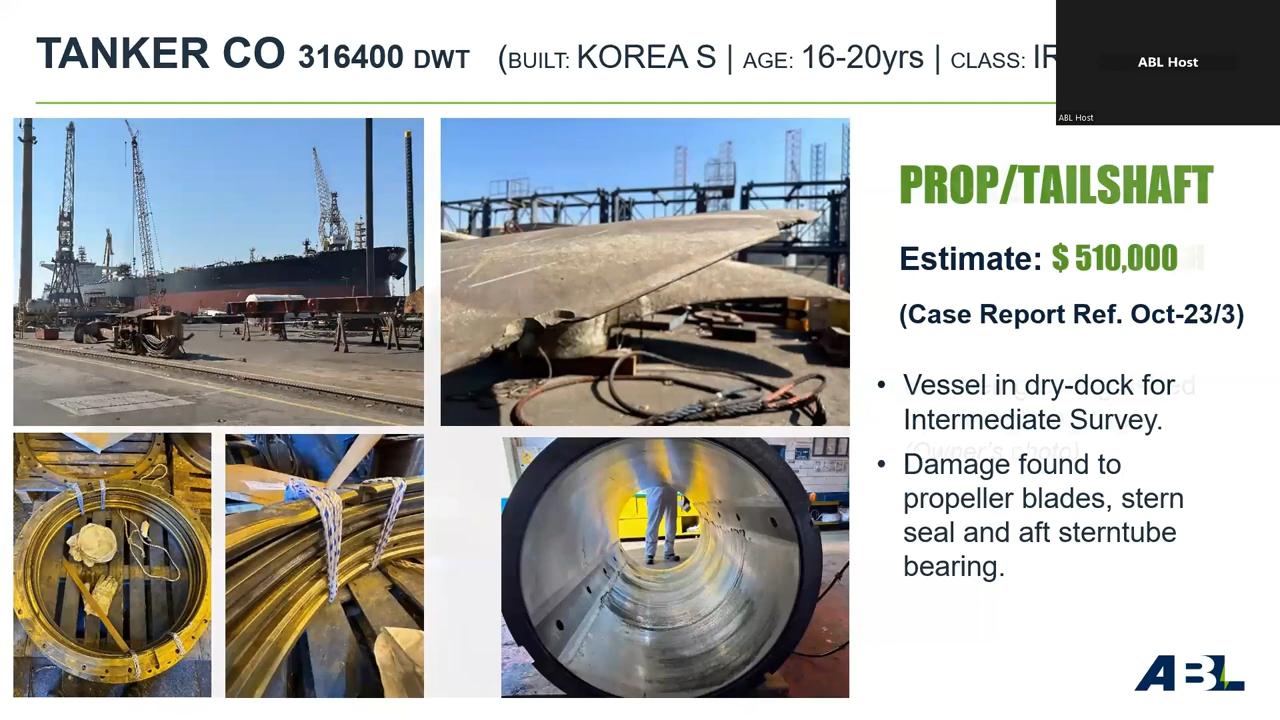 TANKER CO 316400 DWT (BUILT: KOREA S | AGE: 16-20yrs | CLASS: IR
ABL Host
ABL Host
PROP/TAILSHAFT
Estimate: $ 510,000
(Case Report Ref. Oct-23/3)
• Vessel in dry-dock for
Intermediate Survey.
(Owner's photo)
• Damage found to
propeller blades, stern
seal and aft sterntube
bearing.
ABL